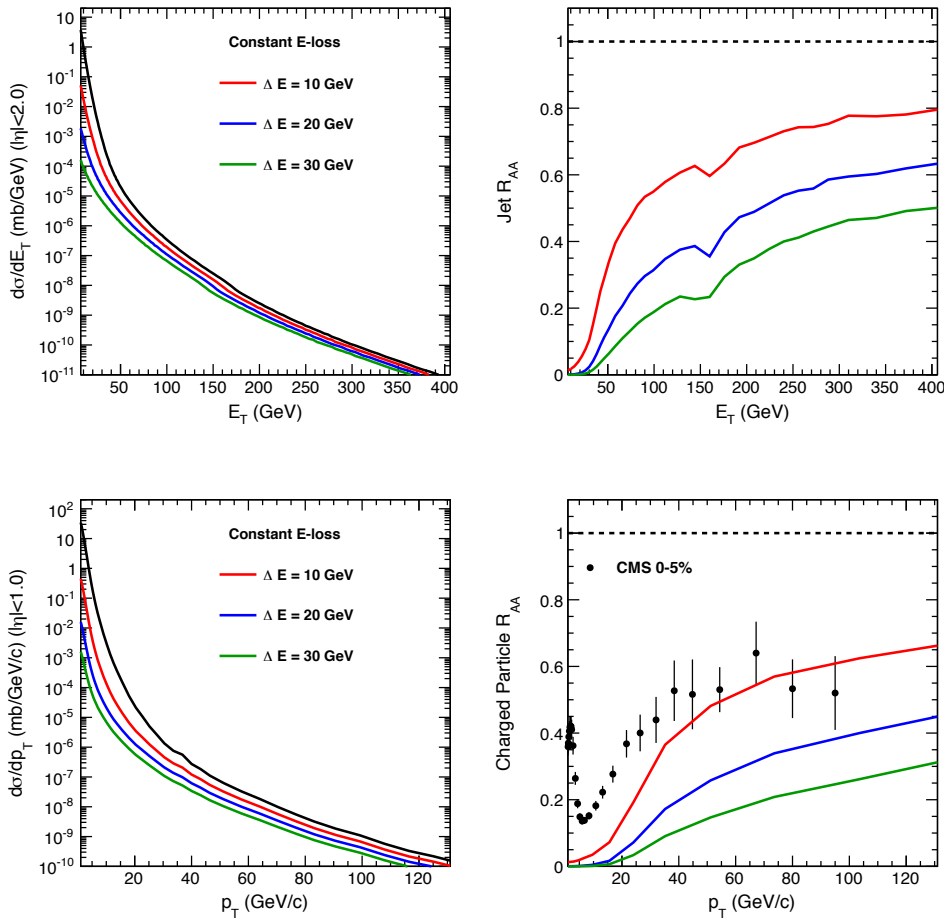 10
1
10^-1
10^-2
10^-3
10^-4
10^-5
10^-6
10^-7
10^-8
10^-9
10^-10
10^-11
dσ/dE_T (mb/GeV) (|η|<2.0)
Constant E-loss
Δ E = 10 GeV
Δ E = 20 GeV
Δ E = 30 GeV
50 100 150 200 250 300 350 400
E_T (GeV)
1
0.8
0.6
0.4
0.2
0
Jet R_AA
50 100 150 200 250 300 350 400
E_T (GeV)
10^2
10
1
10^-1
10^-2
10^-3
10^-4
10^-5
10^-6
10^-7
10^-8
10^-9
10^-10
dσ/dp_T (mb/GeV/c) (|η|<1.0)
Constant E-loss
Δ E = 10 GeV
Δ E = 20 GeV
Δ E = 30 GeV
20 40 60 80 100 120
p_T (GeV/c)
1
0.8
0.6
0.4
0.2
0
Charged Particle R_AA
CMS 0-5%
20 40 60 80 100 120
p_T (GeV/c)